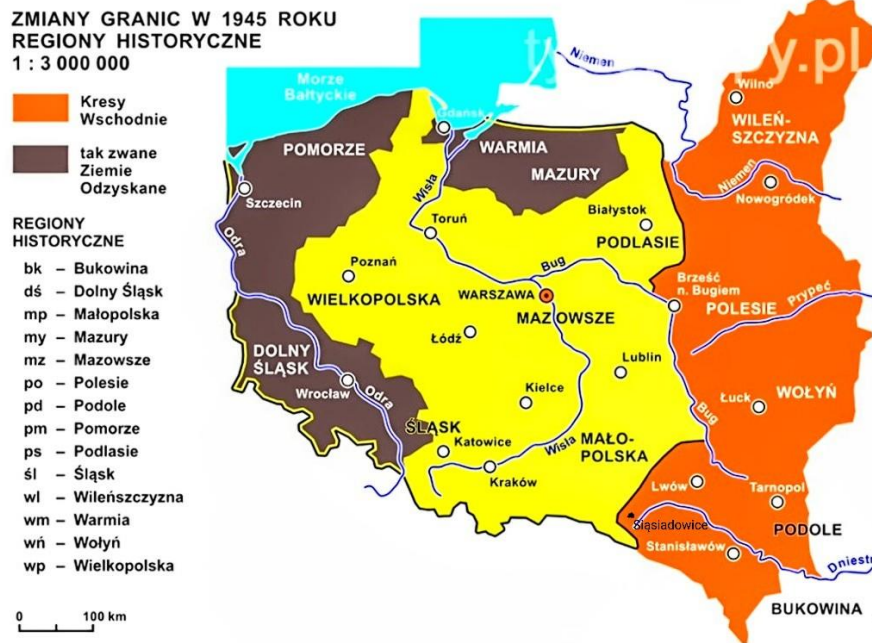 ZMIANY GRANIC W 1945 ROKU
REGIONY HISTORYCZNE
1 : 3 000 000
Kresy
Wschodnie
tak zwane
Ziemie
Odzyskane
REGIONY
HISTORYCZNE
bk – Bukowina
dś – Dolny Śląsk
mp – Małopolska
my – Mazury
mz – Mazowsze
po – Polesie
pd – Podole
pm – Pomorze
ps – Podlasie
śl – Śląsk
wl – Wileńszczyzna
wm – Warmia
wń – Wołyń
wp – Wielkopolska
0 100 km
Morze
Bałtyckie
Niemen
py.pl
Wilno
WILEŃ-
SZCZYZNA
Gdańsk
POMORZE
WARMIA
MAZURY
Wisła
Niemen
Nowogródek
Szczecin
Toruń
Białystok
PODLASIE
Odra
Poznań
Bug
Brześć
n. Bugiem
WIELKOPOLSKA
WARSZAWA
MAZOWSZE
POLESIE
Prypeć
Łódź
DOLNY
ŚLĄSK
Lublin
Wrocław
Odra
Kielce
Łuck
WOŁYŃ
Bug
ŚLĄSK
Katowice
Wisła
MAŁO-
POLSKA
Kraków
Lwów
Tarnopol
Siąsiadowice
PODOLE
Stanisławów
Dniestr
BUKOWINA